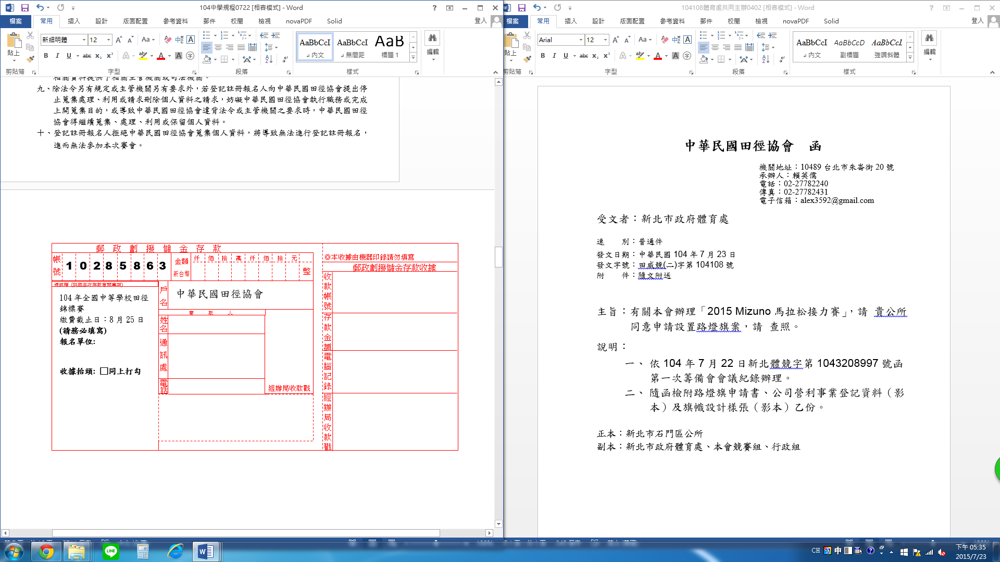 104中學規程0722 [相容模式] - Word
檔案 常用 插入 設計 版面配置 參考資料 郵件 校閱 檢視 novaPDF Solid 登入
貼上 新細明體 12 AaBbCcI AaBbCcI AaB 編輯
內文 無間距 標題 1
剪貼簿 字型 段落 樣式
相關資料提供予相關主管機關或司法機關。
九、除法令另有規定或主管機關另有要求外，若登記註冊報名人向中華民國田徑協會提出停
止蒐集處理、利用或請求刪除個人資料之請求，妨礙中華民國田徑協會執行職務或完成
上開蒐集目的，或導致中華民國田徑協會違背法令或主管機關之要求時，中華民國田徑
協會得繼續蒐集、處理、利用或保留個人資料。
十、登記註冊報名人拒絕中華民國田徑協會蒐集個人資料，將導致無法進行登記註冊報名，
進而無法參加本次賽會。
郵政劃撥儲金存款
帳號 10285863 金額 新台幣 仟 佰 拾 萬 仟 佰 拾 元 整
通訊欄（限與本次存款有關事項）
104 年全國中等學校田徑
錦標賽
繳費截止日：8 月 25 日
(請務必填寫)
報名單位:
收據抬頭: □同上打勾
戶名 中華民國田徑協會
寄款人
姓名
通訊處
電話
經辦局收款戳
◎本收據由機器印錄請勿填寫
郵政劃撥儲金存款收據
收款帳號
存款金額
電腦記錄
經辦局收款戳
104108體育處共同主辦0402 [相容模式] - Word
檔案 常用 插入 設計 版面配置 參考資料 郵件 校閱 檢視 novaPDF Solid 登入
貼上 Arial 12 AaBbCcI AaBbCcD AaBbCcI 編輯
內文 副標題 強調斜體
剪貼簿 字型 段落 樣式
中華民國田徑協會 函
機關地址：10489 台北市朱崙街 20 號
承辦人：賴英儒
電話：02-27782240
傳真：02-27782431
電子信箱：alex3592@gmail.com
受文者：新北市政府體育處
速 別：普通件
發文日期：中華民國 104 年 7 月 23 日
發文字號：田威競(二)字第 104108 號
附 件：隨文附送
主旨：有關本會辦理「2015 Mizuno 馬拉松接力賽」，請 貴公所
同意申請設置路燈旗案，請 查照。
說明：
一、 依 104 年 7 月 22 日新北體競字第 1043208997 號函
第一次籌備會會議紀錄辦理。
二、 隨函檢附路燈旗申請書、公司營利事業登記資料（影
本）及旗幟設計樣張（影本）乙份。
正本：新北市石門區公所
副本：新北市政府體育處、本會競賽組、行政組
LINE
CH 中
下午 05:35
2015/7/23